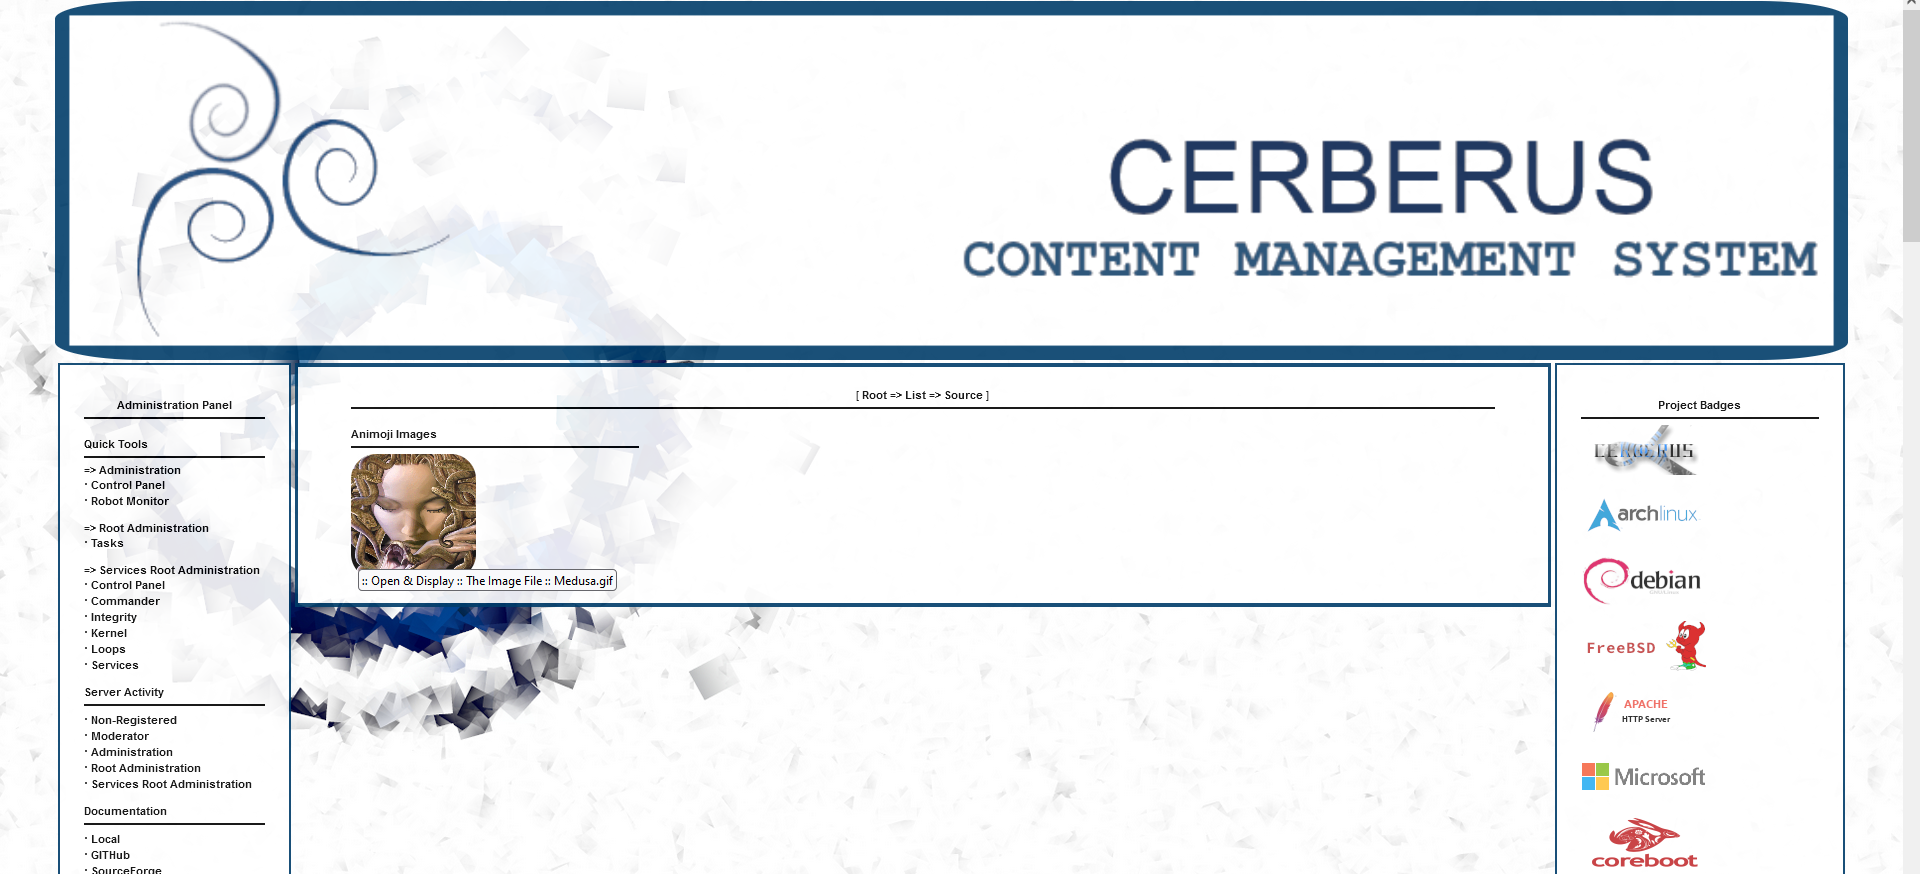 CERBERUS
CONTENT MANAGEMENT SYSTEM
Administration Panel
Quick Tools
=> Administration
· Control Panel
· Robot Monitor
=> Root Administration
· Tasks
=> Services Root Administration
· Control Panel
· Commander
· Integrity
· Kernel
· Loops
· Services
Server Activity
· Non-Registered
· Moderator
· Administration
· Root Administration
· Services Root Administration
Documentation
· Local
· GITHub
· SourceForge
[ Root => List => Source ]
Animoji Images
:: Open & Display :: The Image File :: Medusa.gif
Project Badges
CERBERUS
archlinux
debian
FreeBSD
APACHE
HTTP Server
Microsoft
coreboot